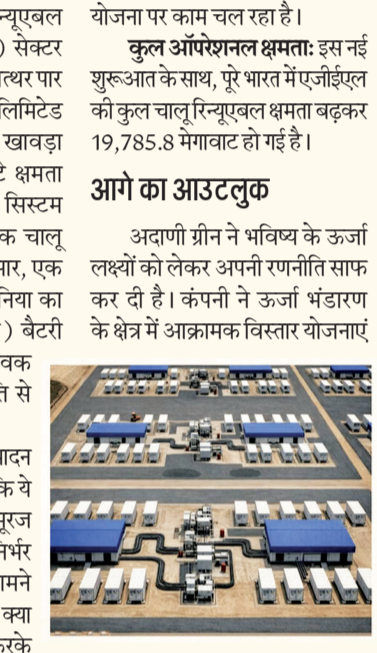 न्यूएबल
) सेक्टर
त्थर पार
लिमिटेड
खावड़ा
क्षमता
सिस्टम
क चालू
मार, एक
निया का
) बैटरी
वक
ते से
ादन
के ये
सूरज
नर्भर
ामने
क्या
करके
योजना पर काम चल रहा है।
कुल ऑपरेशनल क्षमता: इस नई
शुरूआत के साथ, पूरे भारत में एजीईएल
की कुल चालू रिन्यूएबल क्षमता बढ़कर
19,785.8 मेगावाट हो गई है।
आगे का आउटलुक
अदाणी ग्रीन ने भविष्य के ऊर्जा
लक्ष्यों को लेकर अपनी रणनीति साफ
कर दी है। कंपनी ने ऊर्जा भंडारण
के क्षेत्र में आक्रामक विस्तार योजनाएं